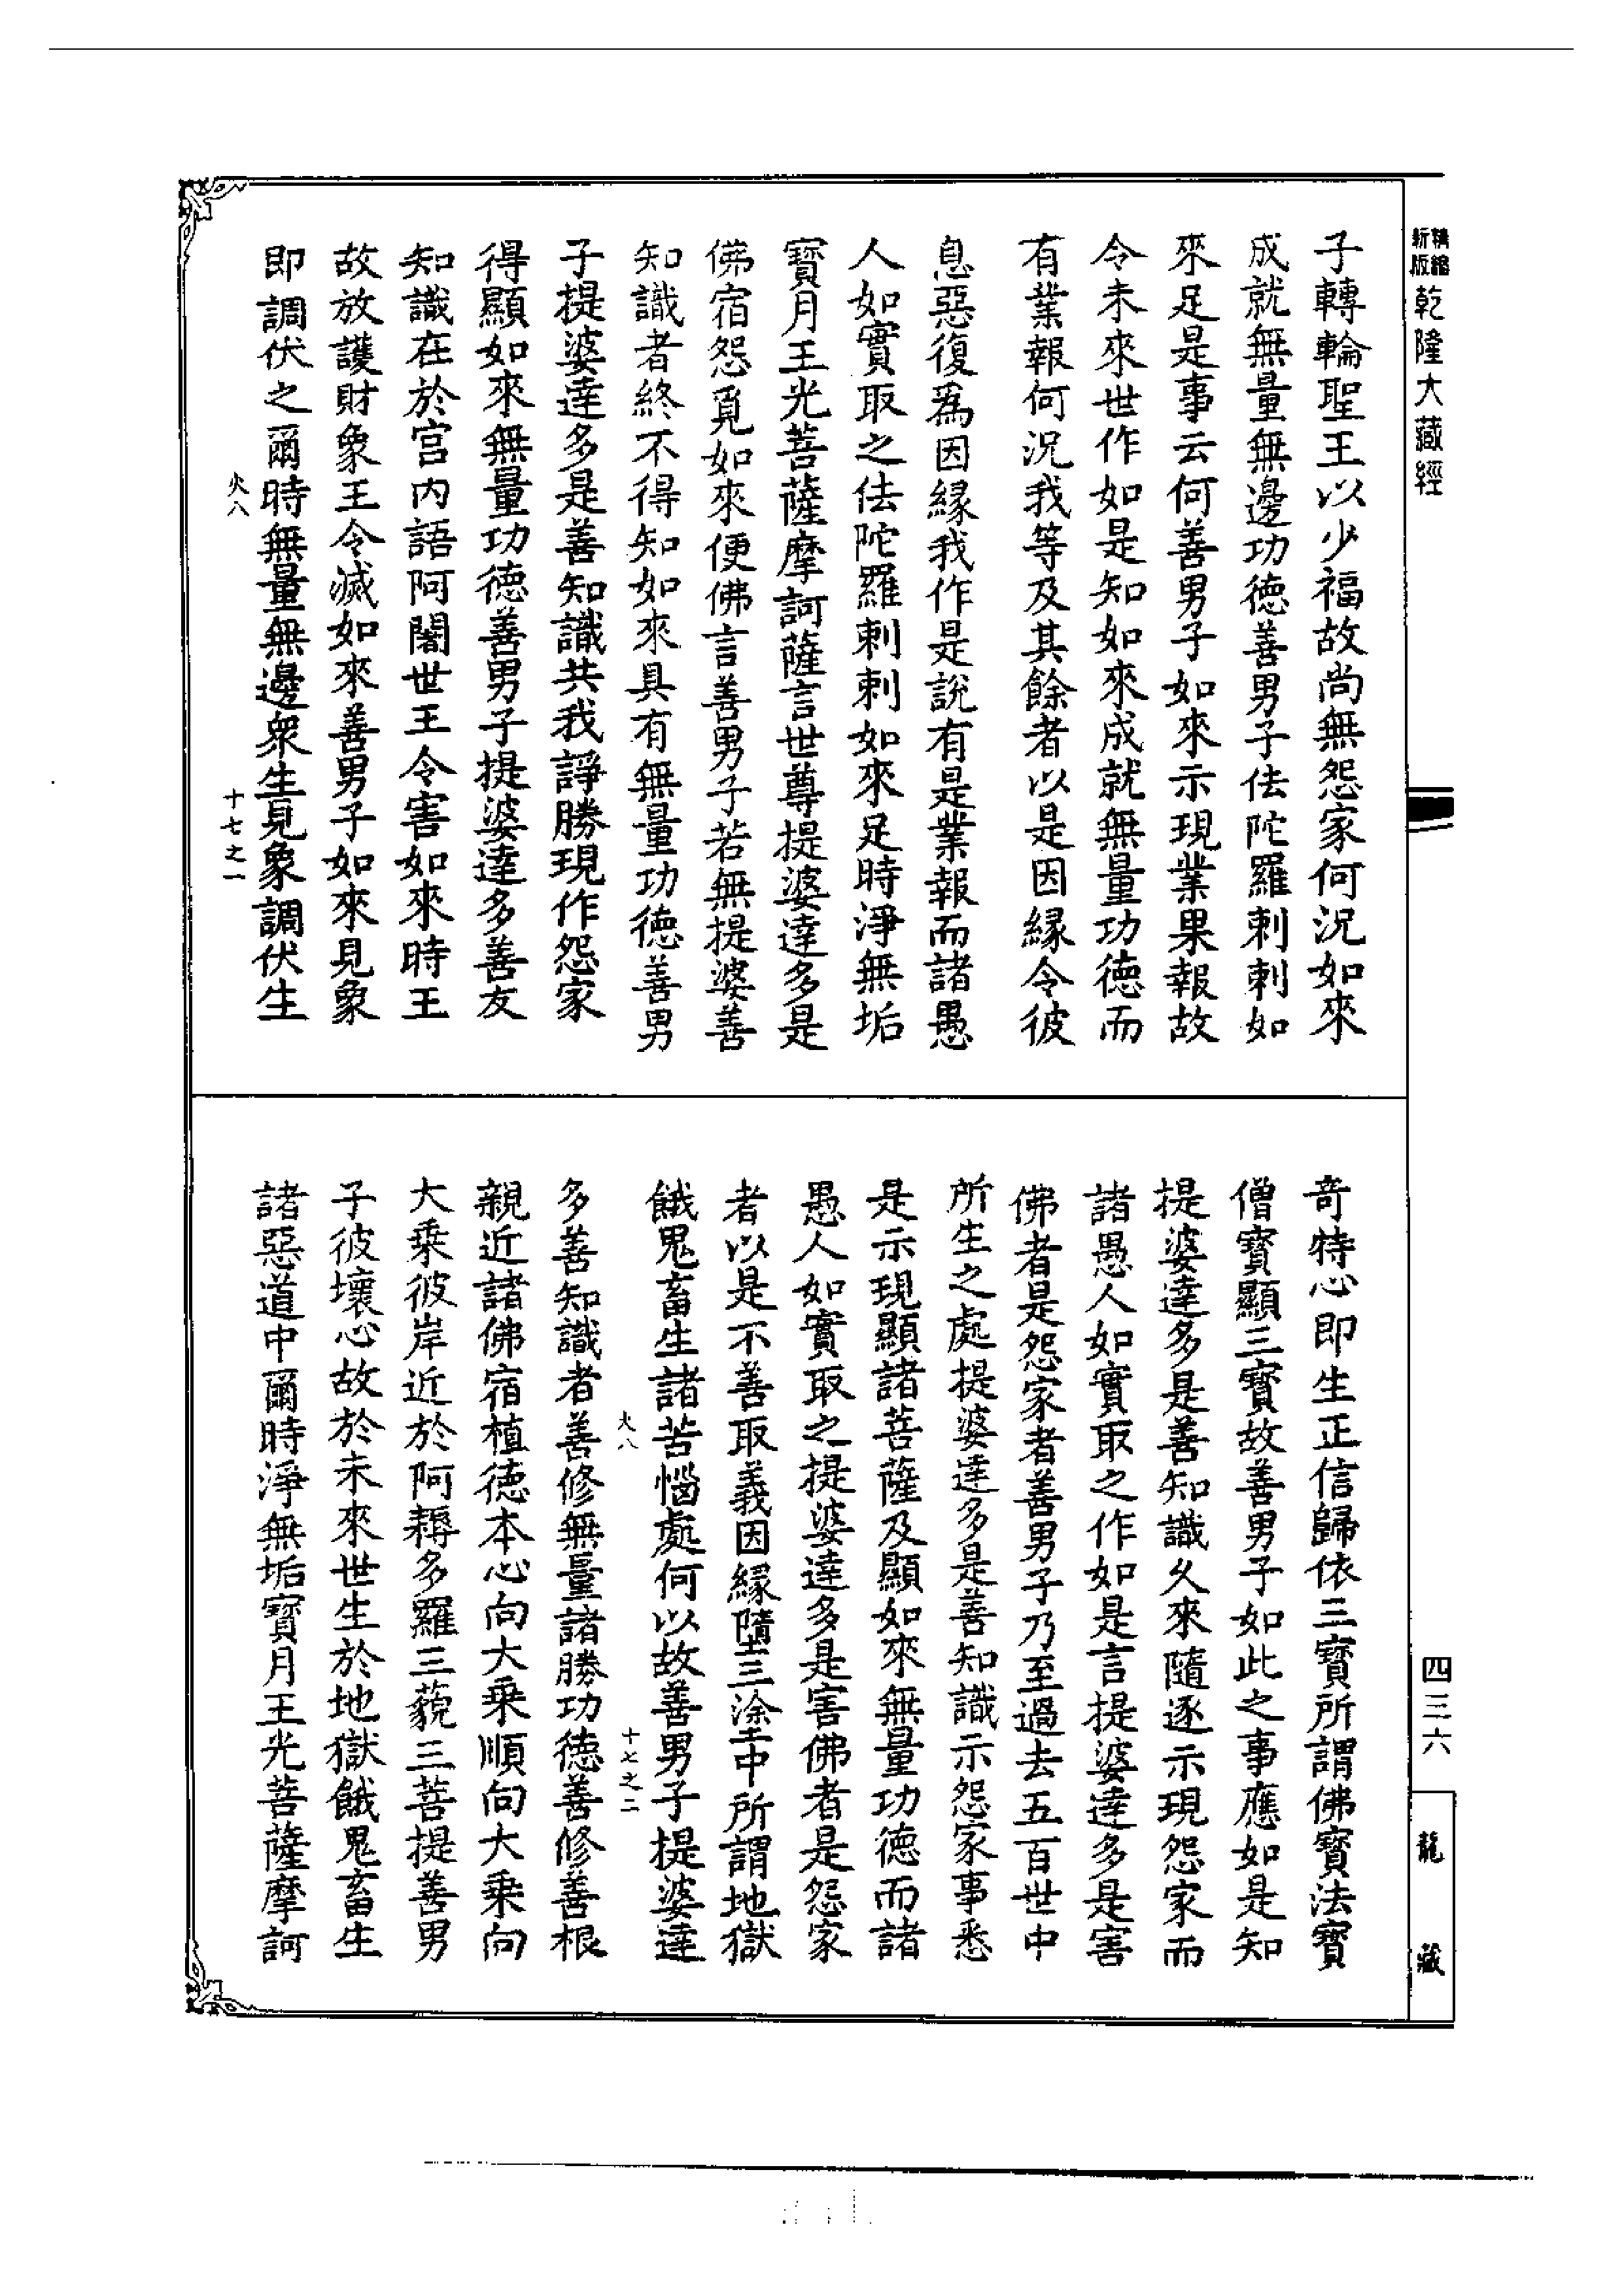 精縮新版乾隆大藏經
四三六
龍藏
子轉輪聖王以少福故尚無怨家何況如來
成就無量無邊功德善男子佉陀羅刺刺如
來足是事云何善男子如來示現業果報故
令未來世作如是知如來成就無量功德而
有業報何況我等及其餘者以是因緣令彼
息惡復爲因緣我作是說有是業報而諸愚
人如實取之佉陀羅刺刺如來足時淨無垢
寶月王光菩薩摩訶薩言世尊提婆達多是
佛宿怨覓如來便佛言善男子若無提婆善
知識者終不得知如來具有無量功德善男
子提婆達多是善知識共我諍勝現作怨家
得顯如來無量功德善男子提婆達多善友
知識在於宮內語阿闍世王令害如來時王
故放護財象王令滅如來善男子如來見象
即調伏之爾時無量無邊眾生見象調伏生
火八
十七之一
奇特心即生正信歸依三寶所謂佛寶法寶
僧寶顯三寶故善男子如此之事應如是知
提婆達多是善知識久來隨逐示現怨家而
諸愚人如實取之作如是言提婆達多是害
佛者是怨家者善男子乃至過去五百世中
所生之處提婆達多是善知識示怨家事悉
是示現顯諸菩薩及顯如來無量功德而諸
愚人如實取之提婆達多是害佛者是怨家
者以是不善取義因緣墮三塗中所謂地獄
餓鬼畜生諸苦惱處何以故善男子提婆達
火八
十七之二
多善知識者善修無量諸勝功德善修善根
親近諸佛宿植德本心向大乘順向大乘向
大乘彼岸近於阿耨多羅三藐三菩提善男
子彼壞心故於未來世生於地獄餓鬼畜生
諸惡道中爾時淨無垢寶月王光菩薩摩訶